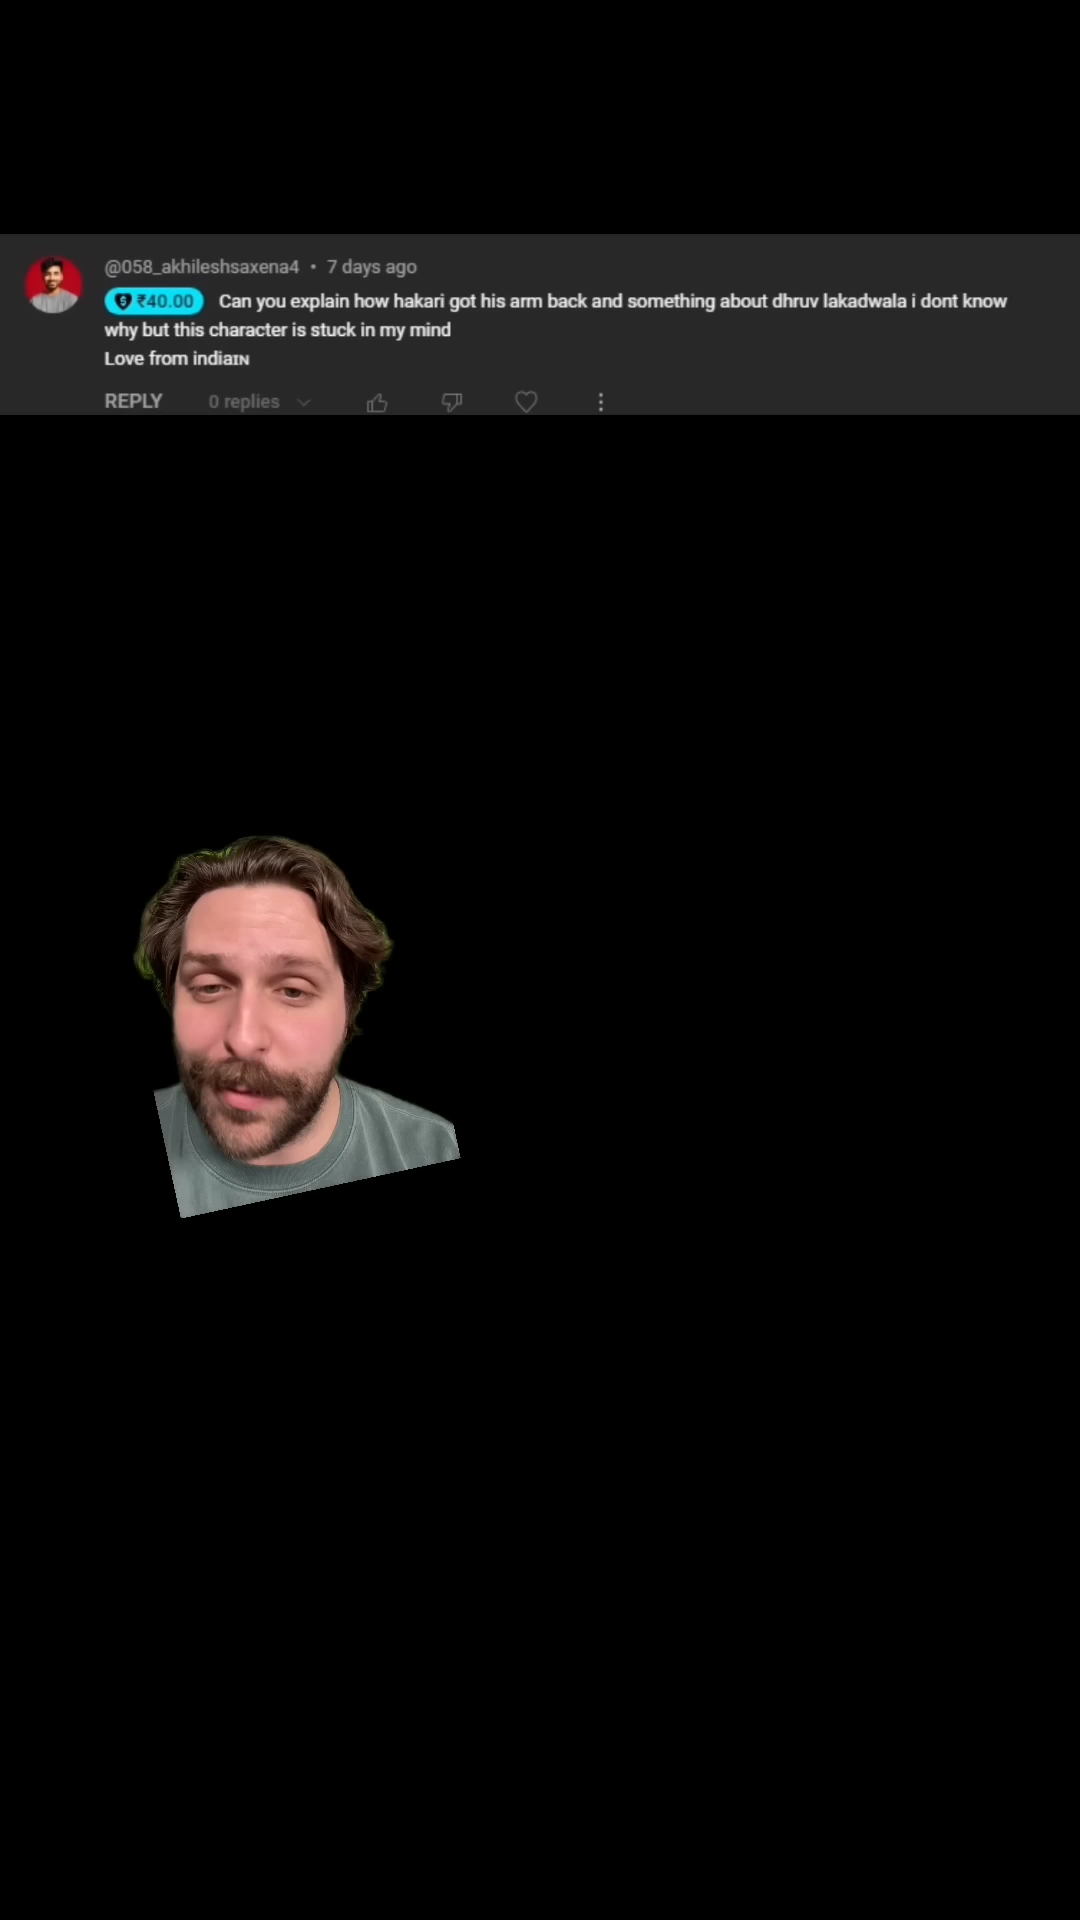 @058_akhileshsaxena4 • 7 days ago
₹40.00 Can you explain how hakari got his arm back and something about dhruv lakadwala i dont know
why but this character is stuck in my mind
Love from indiaIN
REPLY 0 replies